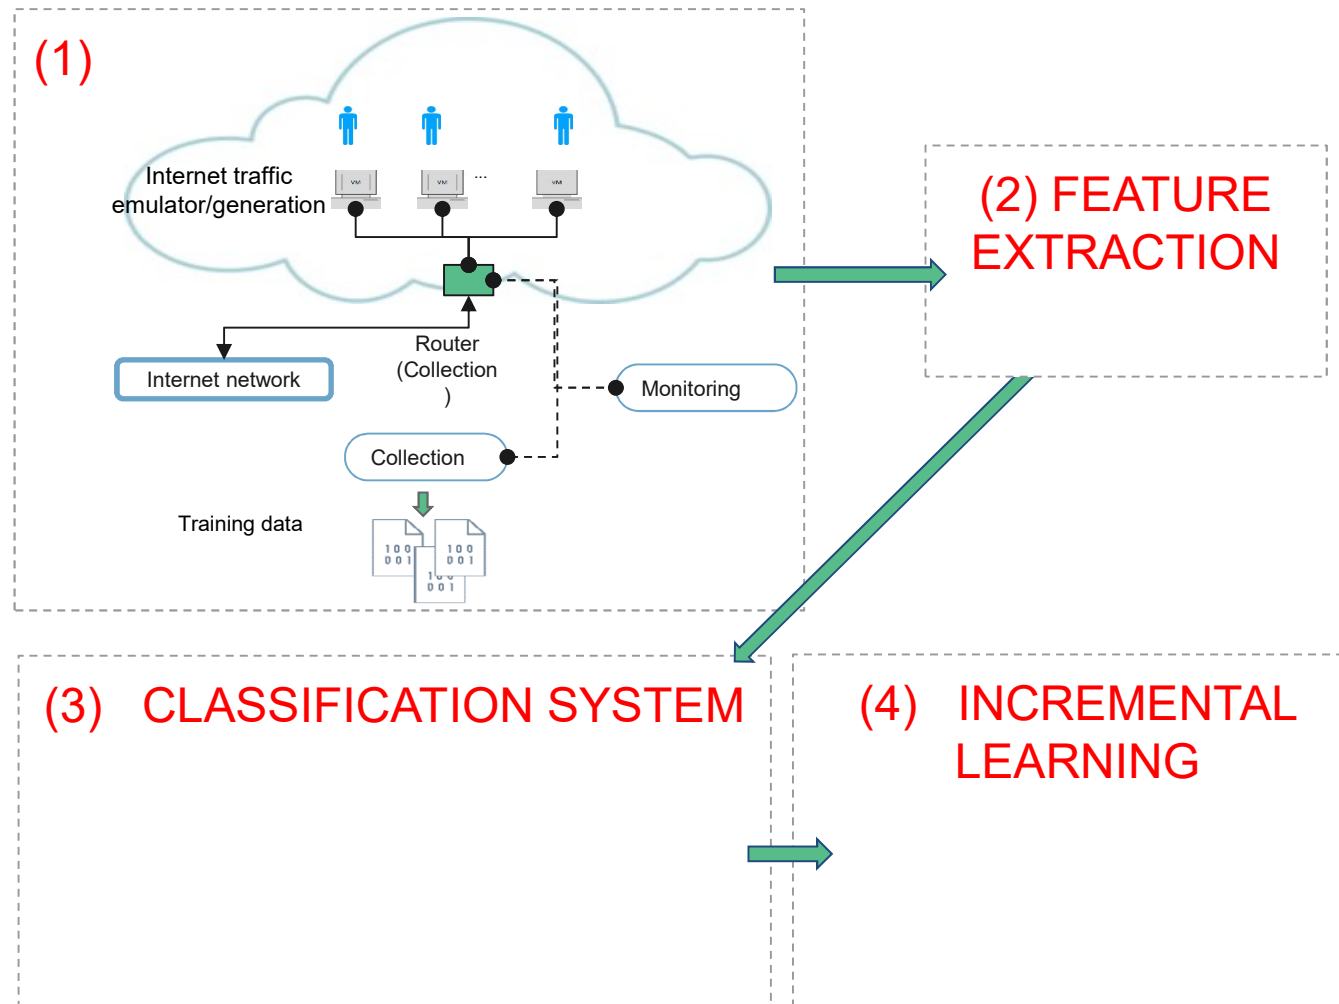 (1)
Internet traffic
emulator/generation
VM
VM
...
VM
Router
(Collection
)
Internet network
Monitoring
Collection
Training data
100
001
100
001
100
001
(2) FEATURE
EXTRACTION
(3) CLASSIFICATION SYSTEM
(4) INCREMENTAL
LEARNING